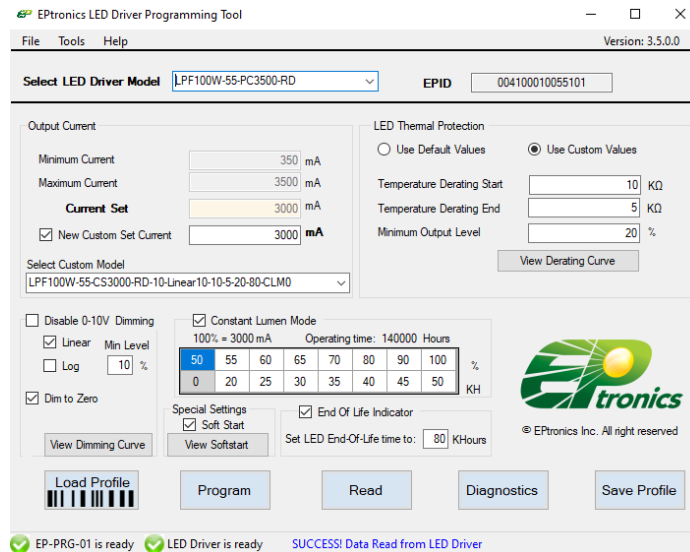 EPtronics LED Driver Programming Tool
File Tools Help Version: 3.5.0.0
Select LED Driver Model LPF100W-55-PC3500-RD EPID 004100010055101
Output Current
Minimum Current 350 mA
Maximum Current 3500 mA
Current Set 3000 mA
New Custom Set Current 3000 mA
Select Custom Model
LPF100W-55-CS3000-RD-10-Linear10-10-5-20-80-CLM0
LED Thermal Protection
Use Default Values Use Custom Values
Temperature Derating Start 10 KΩ
Temperature Derating End 5 KΩ
Minimum Output Level 20 %
View Derating Curve
Disable 0-10V Dimming
Linear Min Level
Log 10 %
Dim to Zero
View Dimming Curve
Constant Lumen Mode
100% = 3000 mA Operating time: 140000 Hours
50 55 60 65 70 80 90 100 %
0 20 25 30 35 40 45 50 KH
Special Settings
Soft Start
View Softstart
End Of Life Indicator
Set LED End-Of-Life time to: 80 KHours
EPtronics
© EPtronics Inc. All right reserved
Load Profile Program Read Diagnostics Save Profile
EP-PRG-01 is ready LED Driver is ready SUCCESS! Data Read from LED Driver